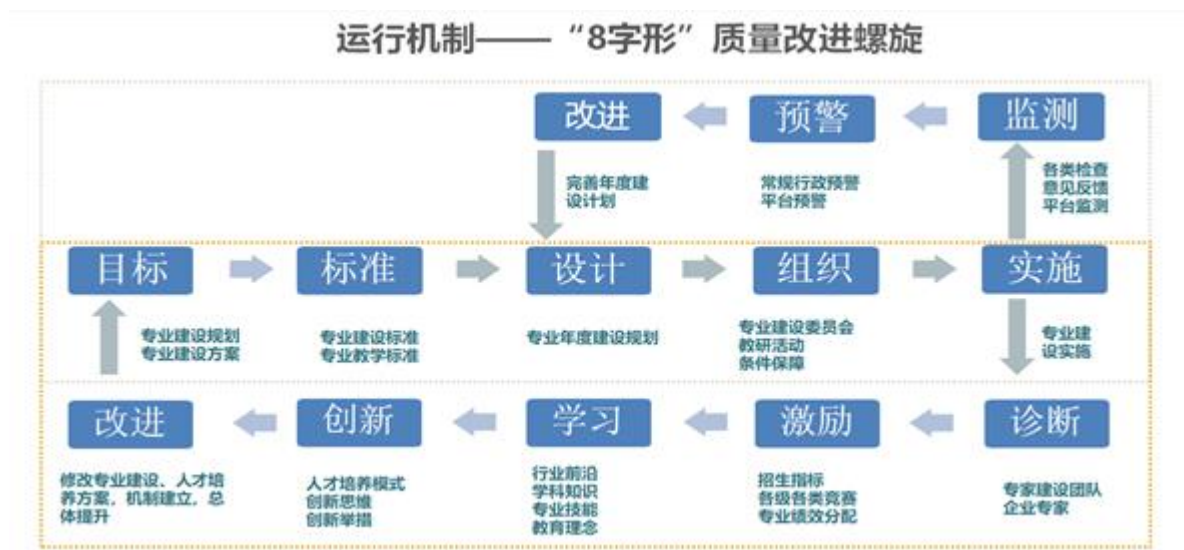 运行机制——“8字形”质量改进螺旋
改进
预警
监测
完善年度建
设计划
常规行政预警
平台预警
各类检查
意见反馈
平台监测
目标
标准
设计
组织
实施
专业建设规划
专业建设方案
专业建设标准
专业教学标准
专业年度建设规划
专业建设委员会
教研活动
条件保障
专业建
设实施
改进
创新
学习
激励
诊断
修改专业建设、人才培
养方案，机制建立，总
体提升
人才培养模式
创新思维
创新举措
行业前沿
学科知识
专业技能
教育理念
招生指标
各级各类竞赛
专业绩效分配
专家建设团队
企业专家